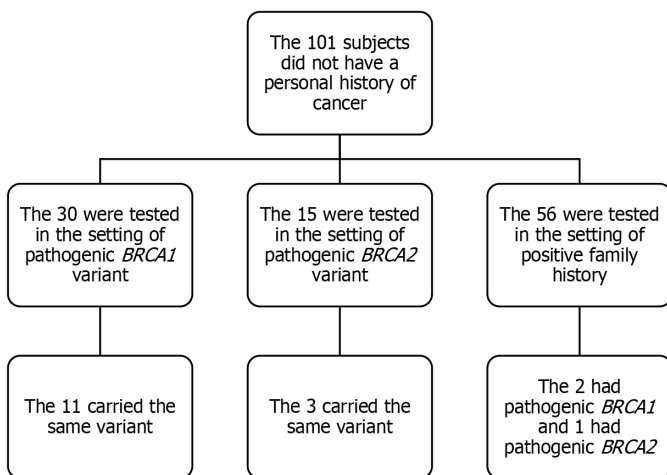 The 101 subjects
did not have a
personal history of
cancer
The 30 were tested
in the setting of
pathogenic BRCA1
variant
The 15 were tested
in the setting of
pathogenic BRCA2
variant
The 56 were tested
in the setting of
positive family
history
The 11 carried the
same variant
The 3 carried the
same variant
The 2 had
pathogenic BRCA1
and 1 had
pathogenic BRCA2